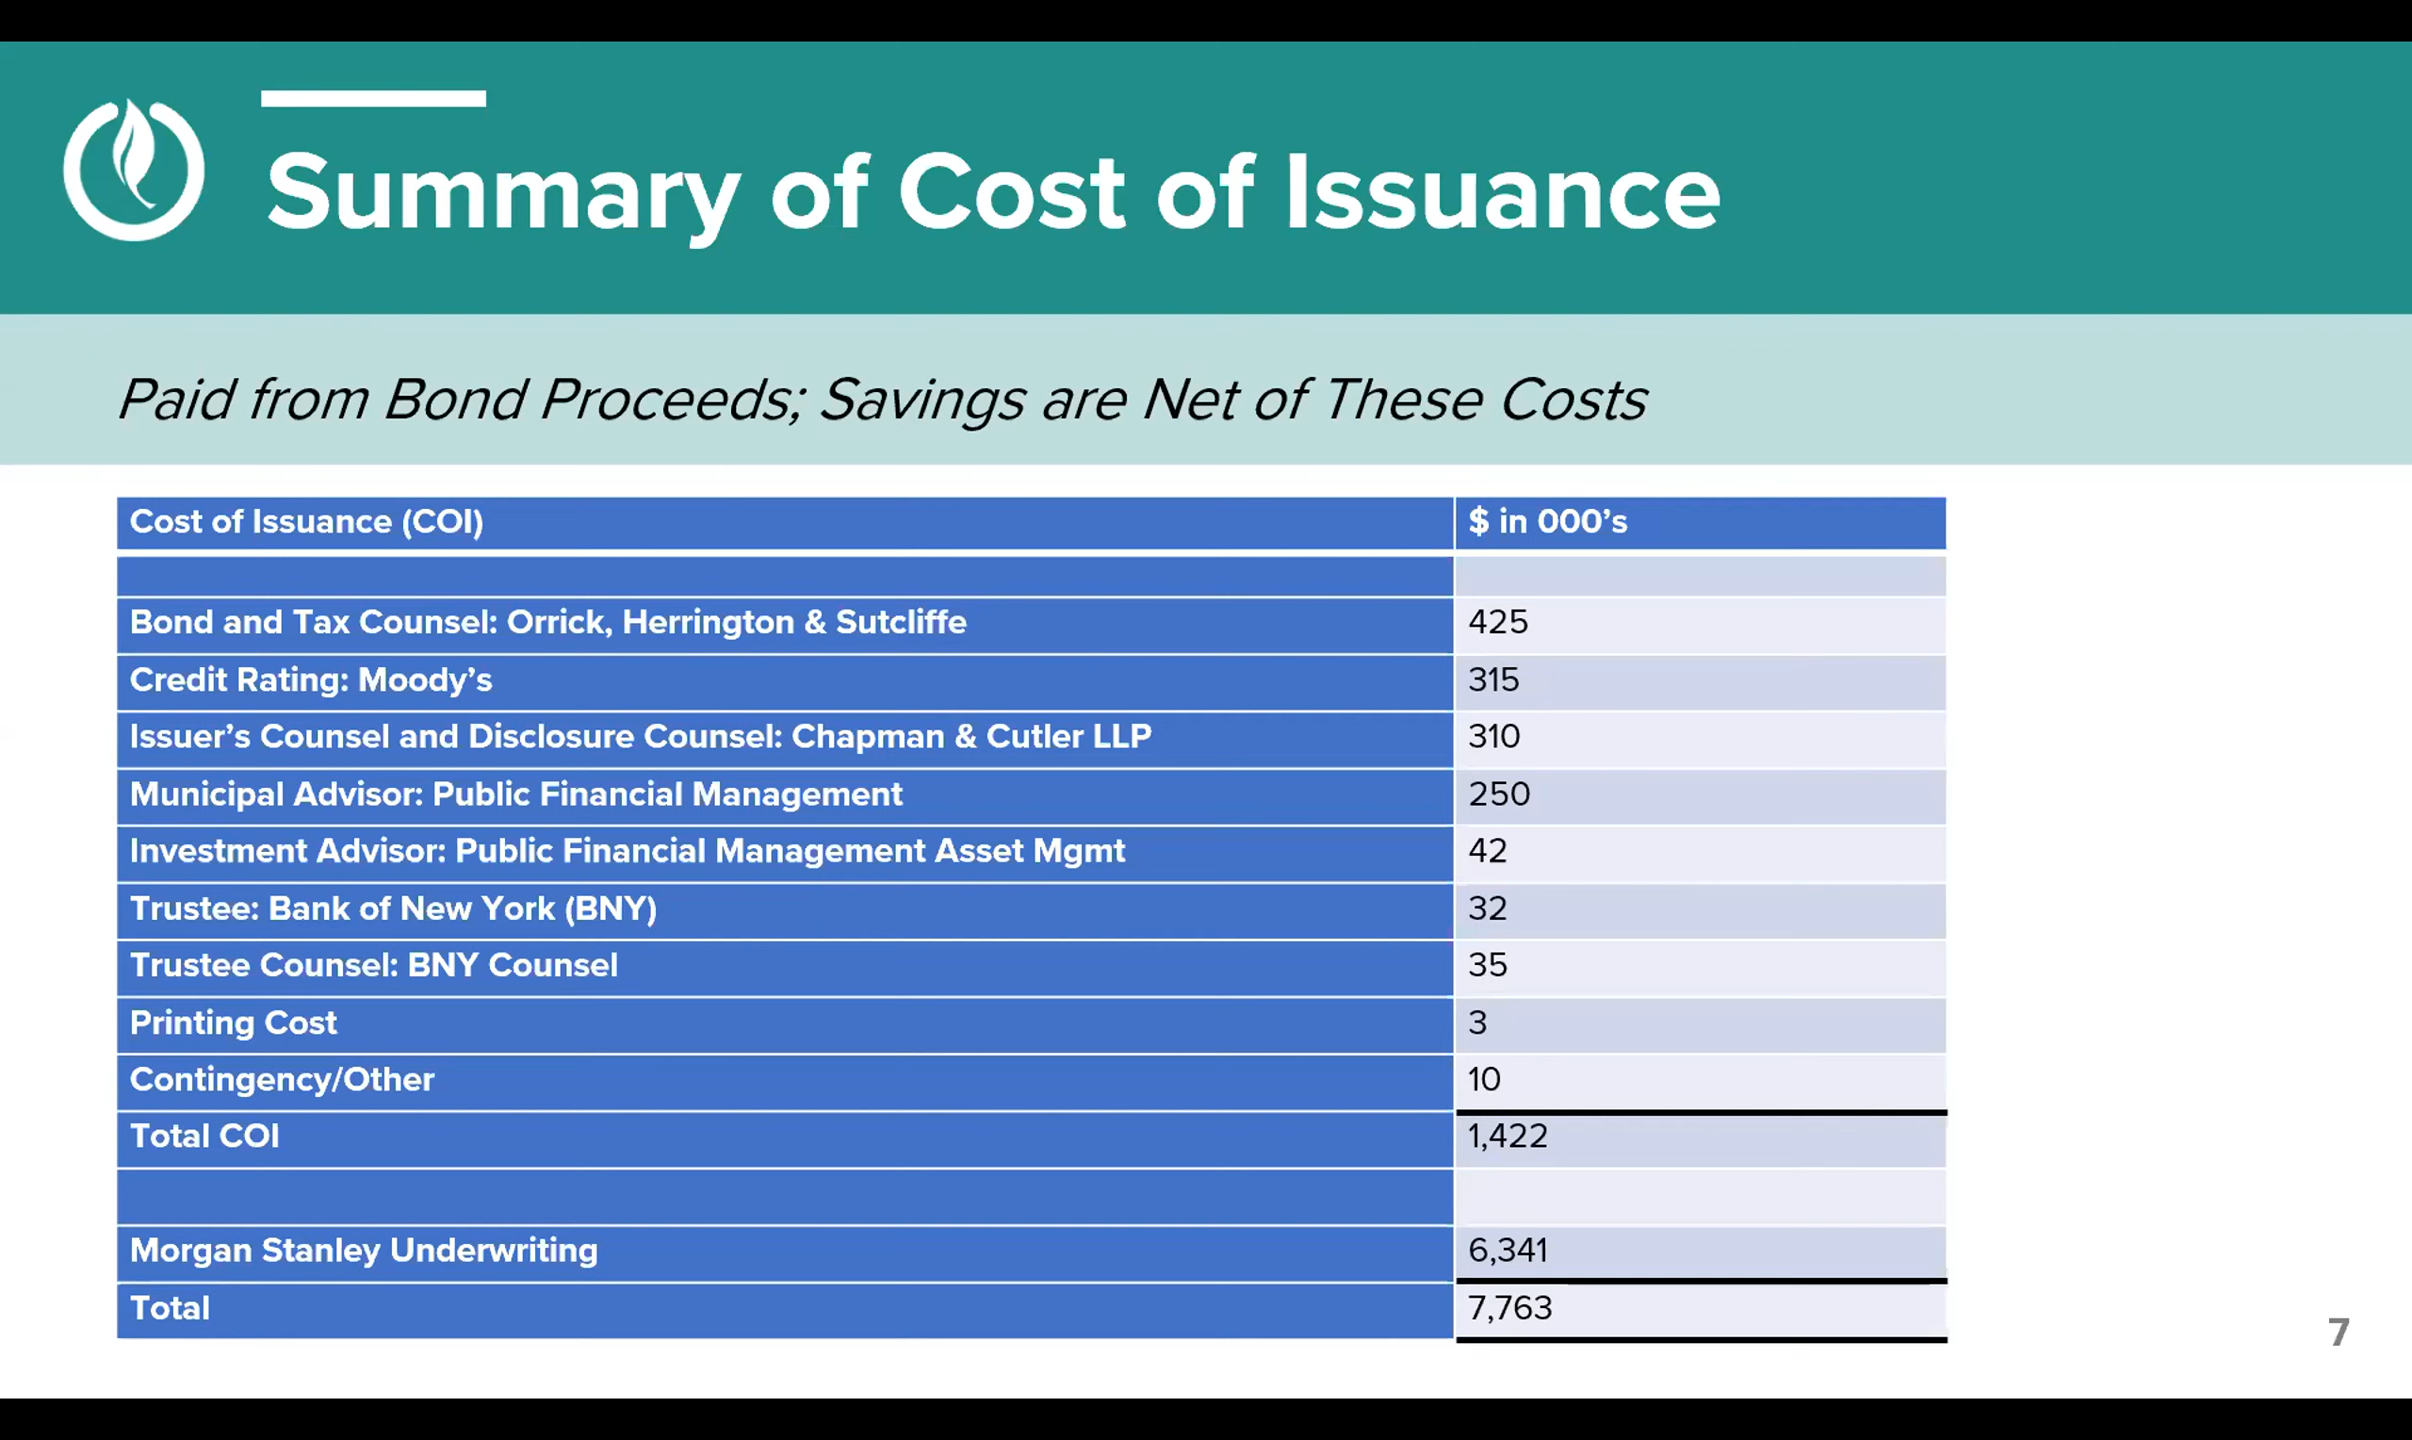 Summary of Cost of Issuance
Paid from Bond Proceeds; Savings are Net of These Costs
Cost of Issuance (COI) $ in 000’s
Bond and Tax Counsel: Orrick, Herrington & Sutcliffe 425
Credit Rating: Moody’s 315
Issuer’s Counsel and Disclosure Counsel: Chapman & Cutler LLP 310
Municipal Advisor: Public Financial Management 250
Investment Advisor: Public Financial Management Asset Mgmt 42
Trustee: Bank of New York (BNY) 32
Trustee Counsel: BNY Counsel 35
Printing Cost 3
Contingency/Other 10
Total COI 1,422
Morgan Stanley Underwriting 6,341
Total 7,763
7